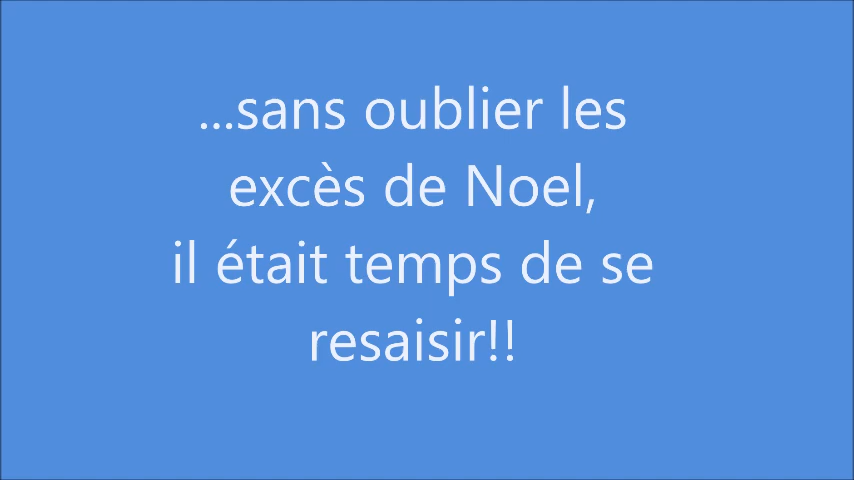 ...sans oublier les
excès de Noel,
il était temps de se
resaisir!!